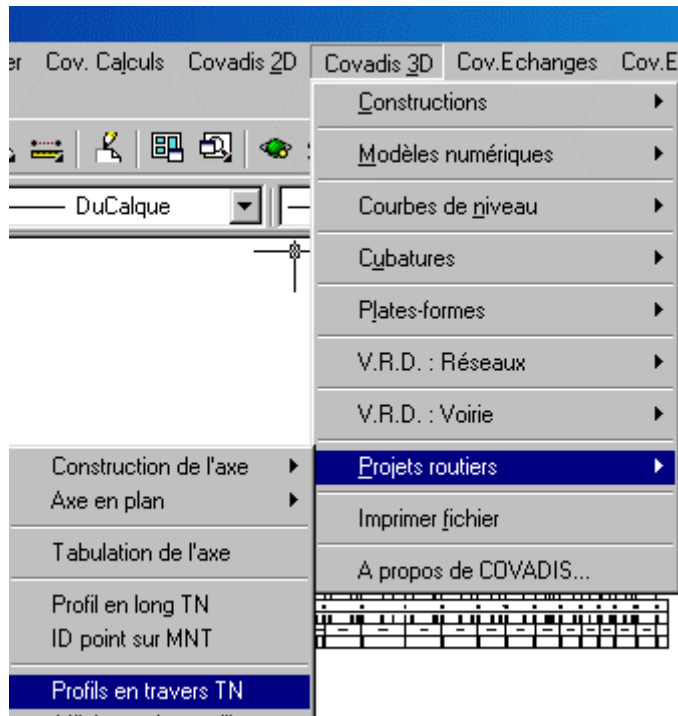 er Cov. Calculs Covadis 2D Covadis 3D Cov.Echanges Cov.E
DuCalque
Constructions
Modèles numériques
Courbes de niveau
Cubatures
Plates-formes
V.R.D. : Réseaux
V.R.D. : Voirie
Projets routiers
Imprimer fichier
A propos de COVADIS...
Construction de l'axe
Axe en plan
Tabulation de l'axe
Profil en long TN
ID point sur MNT
Profils en travers TN